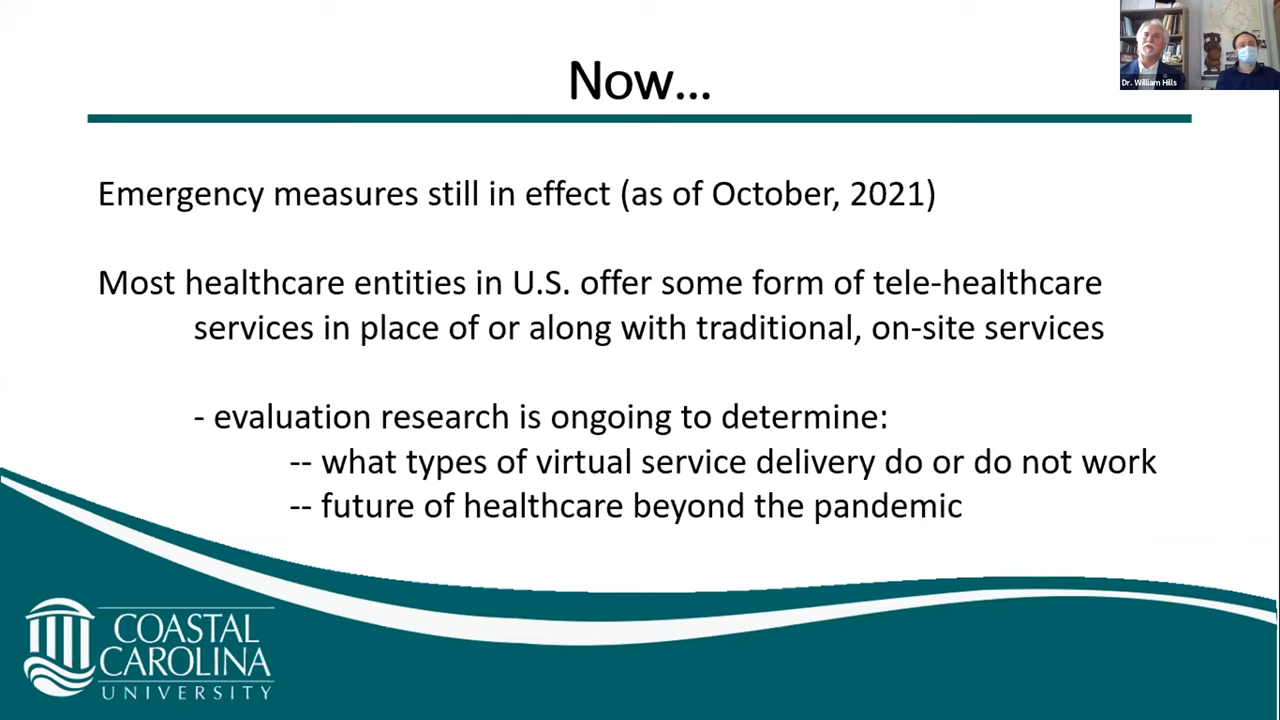 Now...
Dr. William Hills
Emergency measures still in effect (as of October, 2021)
Most healthcare entities in U.S. offer some form of tele-healthcare
services in place of or along with traditional, on-site services
- evaluation research is ongoing to determine:
-- what types of virtual service delivery do or do not work
-- future of healthcare beyond the pandemic
COASTAL
CAROLINA
UNIVERSITY